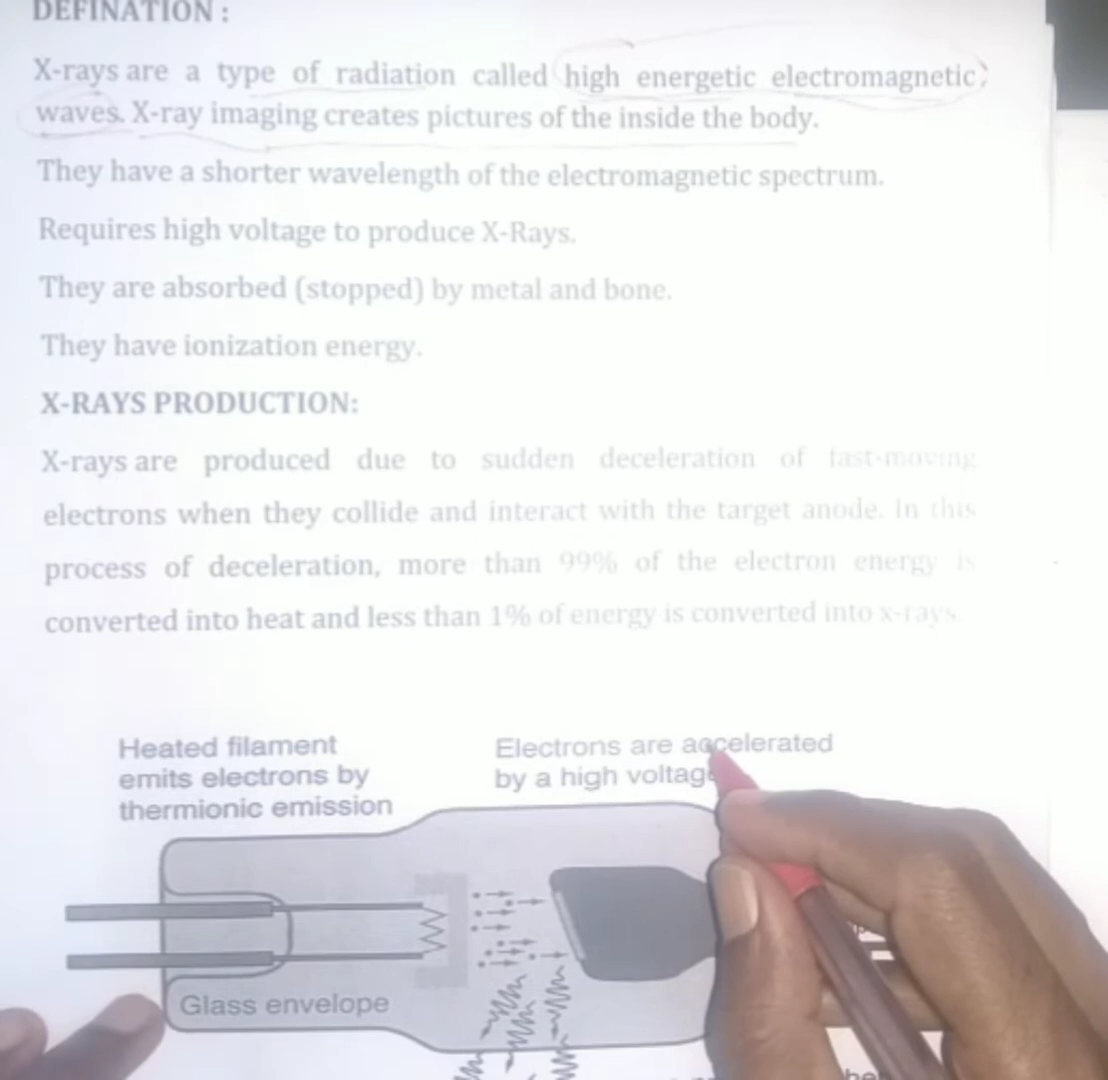 DEFINATION :
X-rays are a type of radiation called high energetic electromagnetic
waves. X-ray imaging creates pictures of the inside the body.
They have a shorter wavelength of the electromagnetic spectrum.
Requires high voltage to produce X-Rays.
They are absorbed (stopped) by metal and bone.
They have ionization energy.
X-RAYS PRODUCTION:
X-rays are produced due to sudden deceleration of fast-moving
electrons when they collide and interact with the target anode. In this
process of deceleration, more than 99% of the electron energy is
converted into heat and less than 1% of energy is converted into x-rays
Heated filament
emits electrons by
thermionic emission
Electrons are accelerated
by a high voltage
Glass envelope